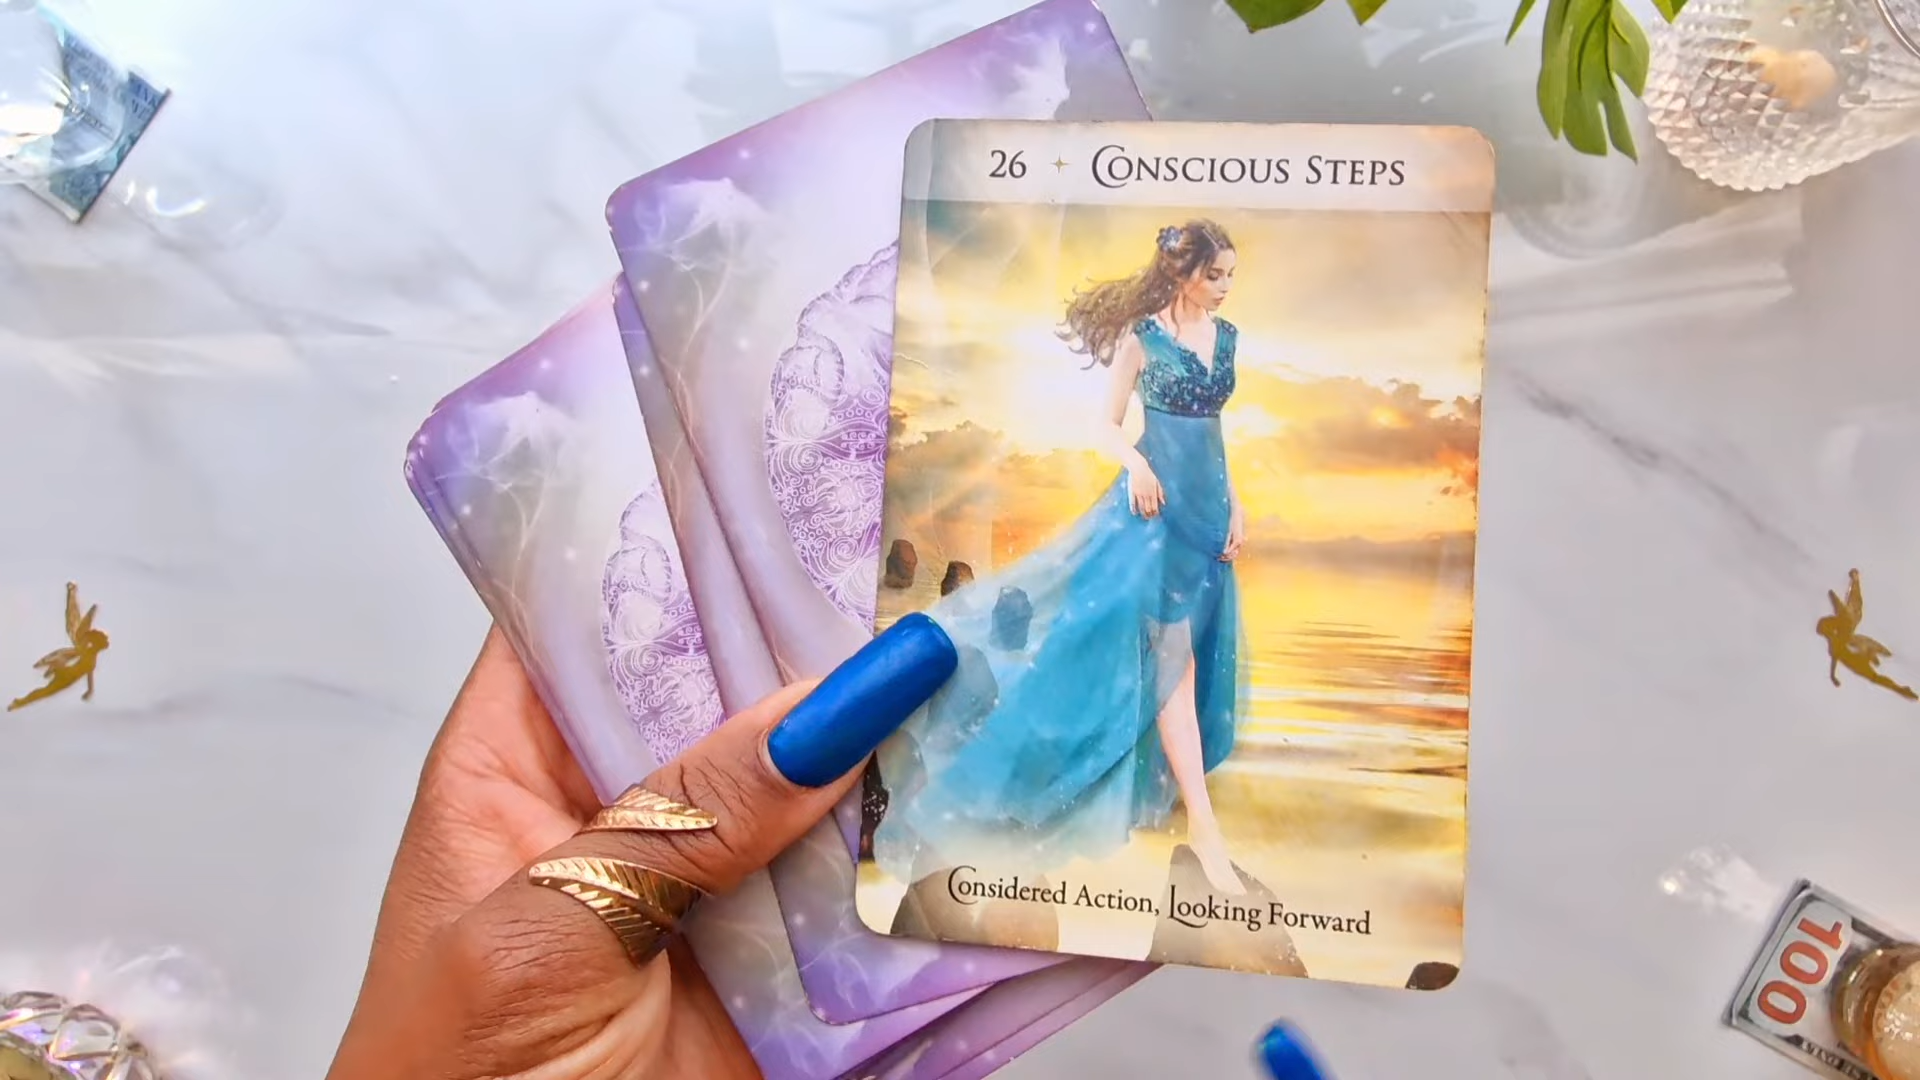 26 ✦ CONSCIOUS STEPS
Considered Action, Looking Forward
100